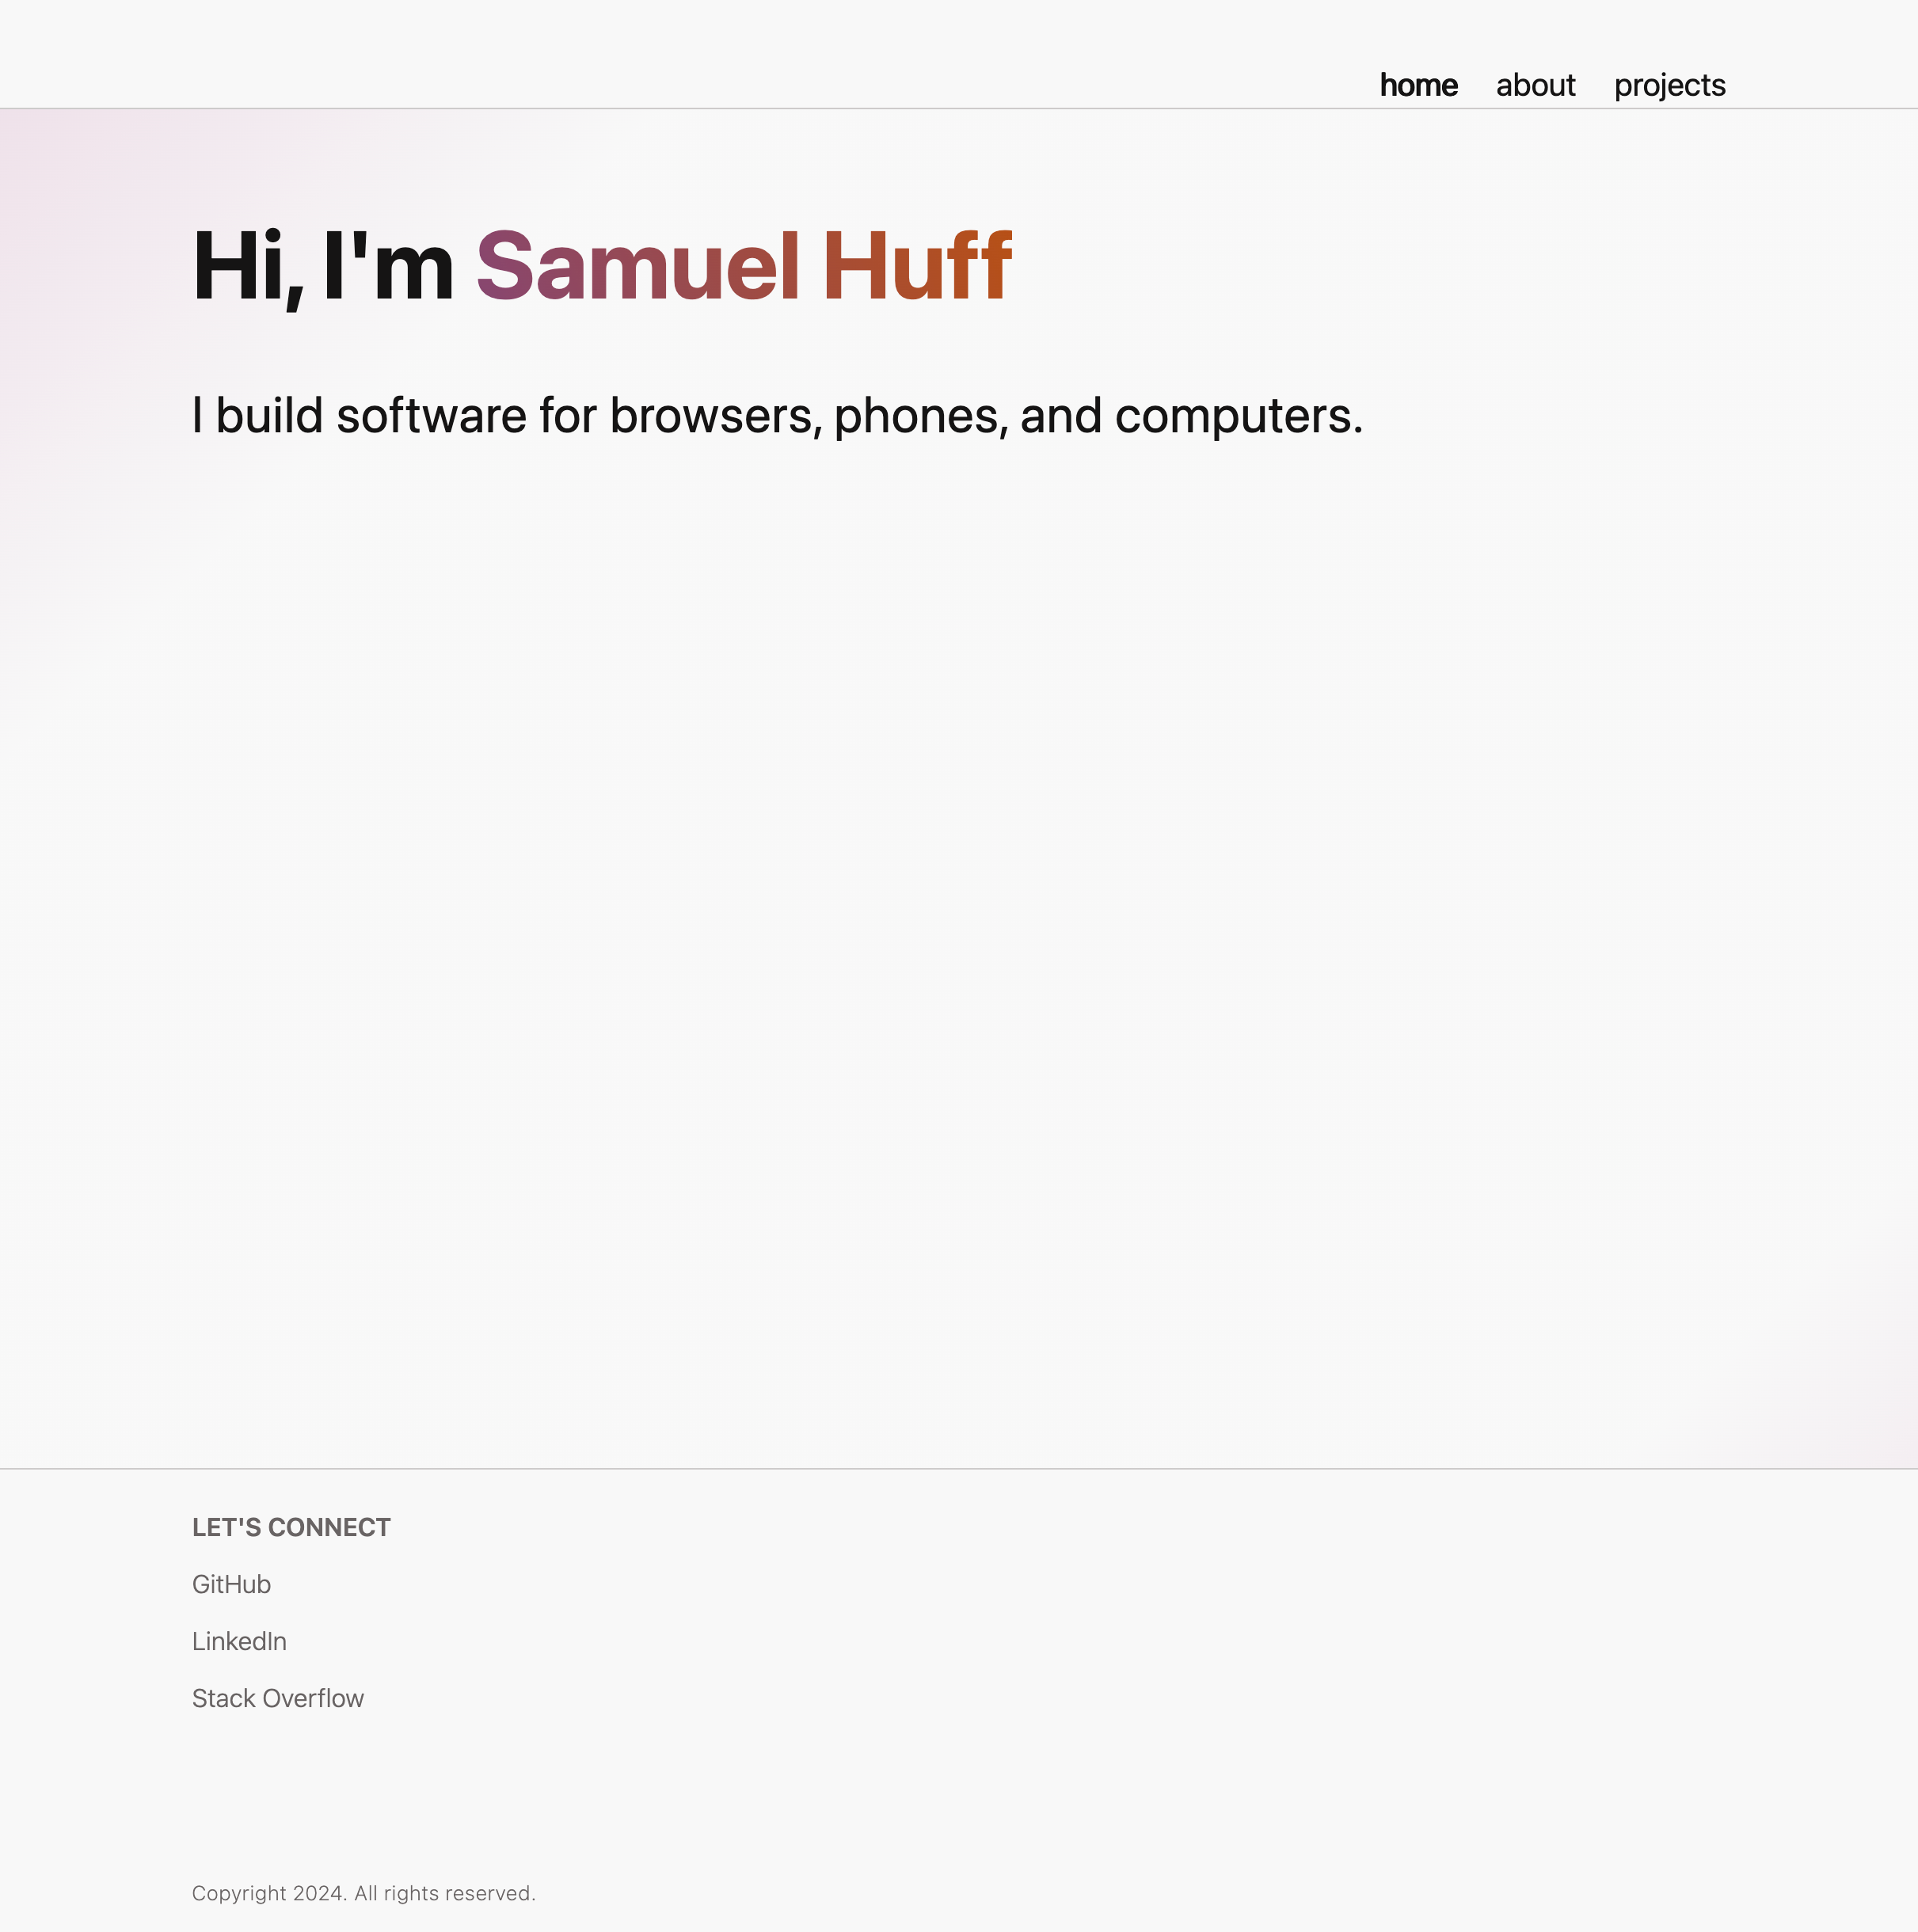 home about projects
Hi, I'm Samuel Huff
I build software for browsers, phones, and computers.
LET'S CONNECT
GitHub
LinkedIn
Stack Overflow
Copyright 2024. All rights reserved.